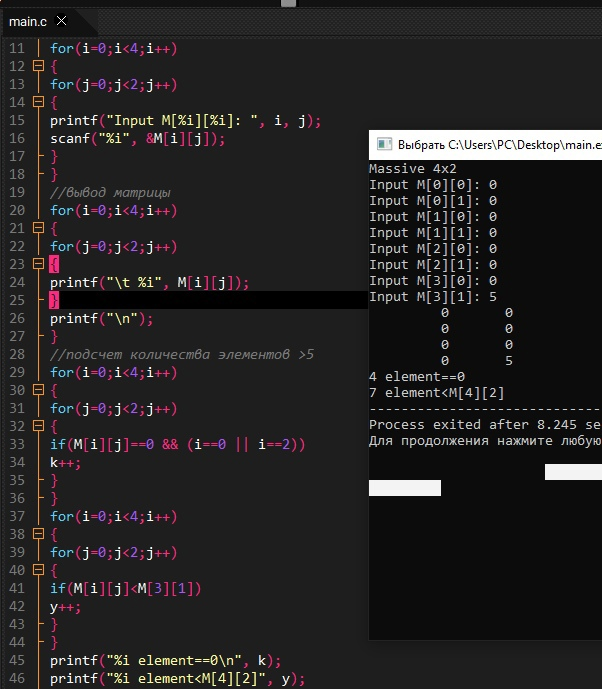 main.c
11 for(i=0;i<4;i++)
12 {
13 for(j=0;j<2;j++)
14 {
15 printf("Input M[%i][%i]: ", i, j);
16 scanf("%i", &M[i][j]);
17 }
18 }
19 //вывод матрицы
20 for(i=0;i<4;i++)
21 {
22 for(j=0;j<2;j++)
23 {
24 printf("\t %i", M[i][j]);
25 }
26 printf("\n");
27 }
28 //подсчет количества элементов >5
29 for(i=0;i<4;i++)
30 {
31 for(j=0;j<2;j++)
32 {
33 if(M[i][j]==0 && (i==0 || i==2))
34 k++;
35 }
36 }
37 for(i=0;i<4;i++)
38 {
39 for(j=0;j<2;j++)
40 {
41 if(M[i][j]<M[3][1])
42 y++;
43 }
44 }
45 printf("%i element==0\n", k);
46 printf("%i element<M[4][2]", y);
Выбрать C:\Users\PC\Desktop\main.e
Massive 4x2
Input M[0][0]: 0
Input M[0][1]: 0
Input M[1][0]: 0
Input M[1][1]: 0
Input M[2][0]: 0
Input M[2][1]: 0
Input M[3][0]: 0
Input M[3][1]: 5
0 0
0 0
0 0
0 5
4 element==0
7 element<M[4][2]
-----------------------------
Process exited after 8.245 se
Для продолжения нажмите любую